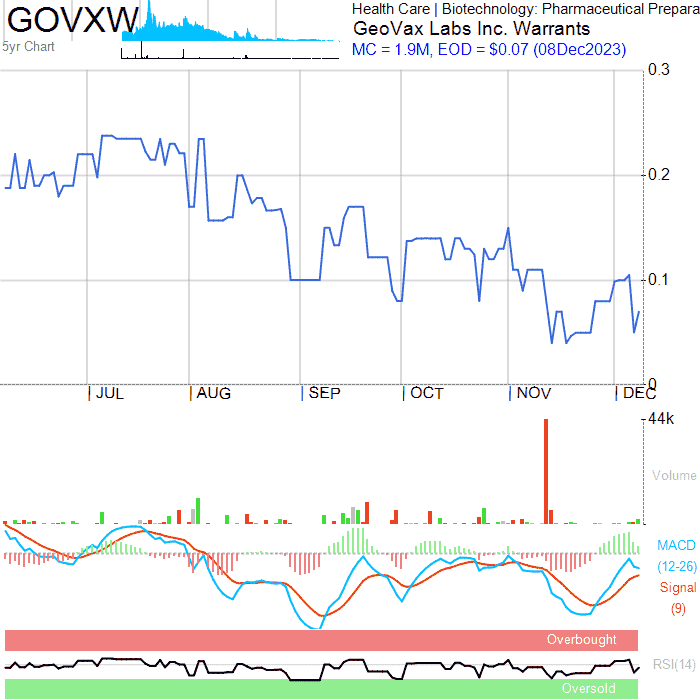 GOVXW
5yr Chart
Health Care | Biotechnology: Pharmaceutical Prepara
GeoVax Labs Inc. Warrants
MC = 1.9M, EOD = $0.07 (08Dec2023)
0.3
0.2
0.1
0
JUL AUG SEP OCT NOV DEC
44k
Volume
MACD
(12-26)
Signal
(9)
Overbought
RSI(14)
Oversold